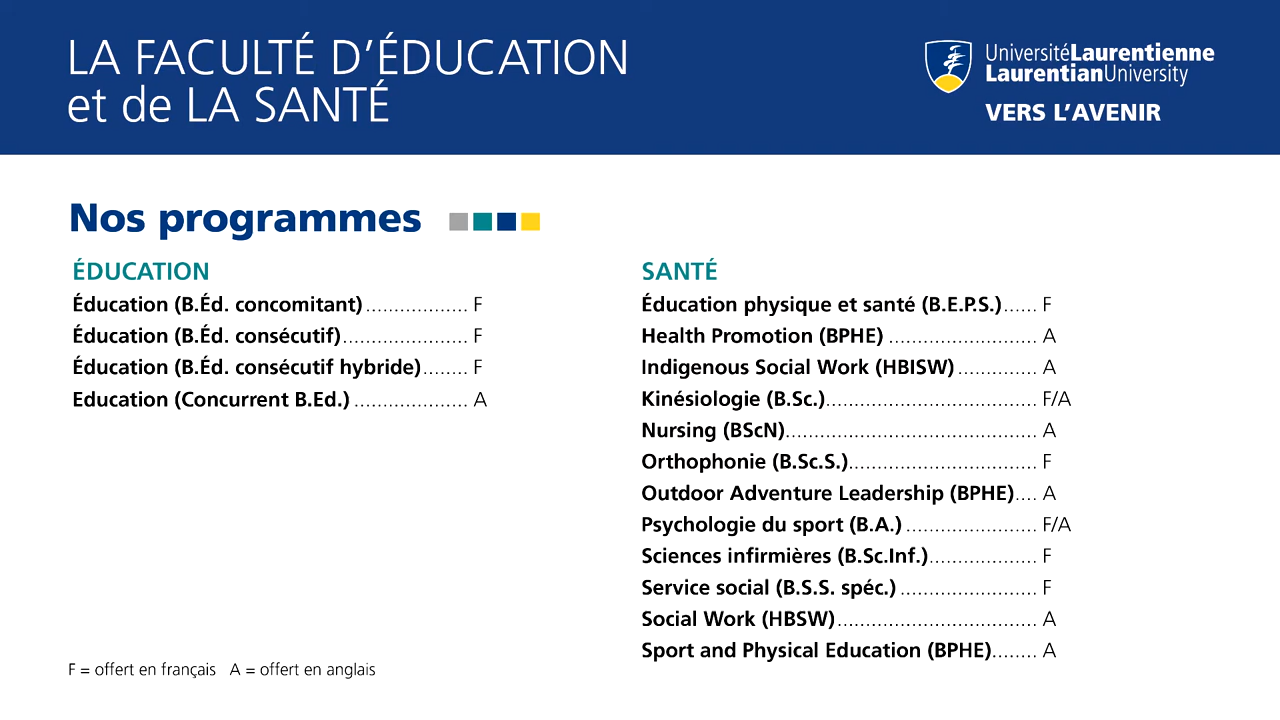 LA FACULTÉ D’ÉDUCATION
et de LA SANTÉ
UniversitéLaurentienne
LaurentianUniversity
VERS L’AVENIR
Nos programmes
ÉDUCATION
Éducation (B.Éd. concomitant).................. F
Éducation (B.Éd. consécutif)...................... F
Éducation (B.Éd. consécutif hybride)........ F
Education (Concurrent B.Ed.).................... A
SANTÉ
Éducation physique et santé (B.E.P.S.)...... F
Health Promotion (BPHE).......................... A
Indigenous Social Work (HBISW).............. A
Kinésiologie (B.Sc.)..................................... F/A
Nursing (BScN)............................................ A
Orthophonie (B.Sc.S.)................................. F
Outdoor Adventure Leadership (BPHE).... A
Psychologie du sport (B.A.)....................... F/A
Sciences infirmières (B.Sc.Inf.)................... F
Service social (B.S.S. spéc.)........................ F
Social Work (HBSW)................................... A
Sport and Physical Education (BPHE)........ A
F = offert en français A = offert en anglais